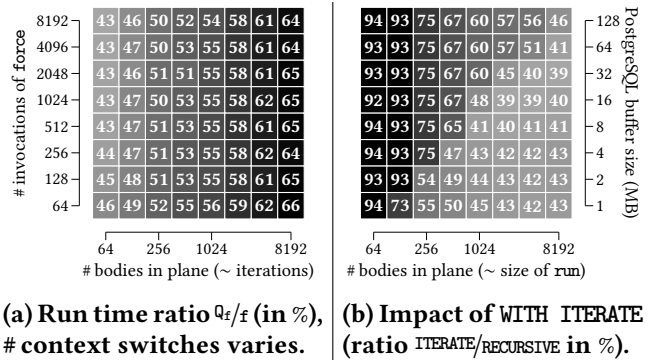 8192 43 46 50 52 54 58 61 64
4096 43 47 50 53 55 58 61 64
2048 43 46 51 51 55 58 61 65
1024 43 47 50 53 55 58 62 65
512 43 47 51 53 55 58 61 65
256 44 47 51 53 55 58 62 64
128 45 48 51 53 55 58 61 65
64 46 49 52 55 56 59 62 66
# invocations of force
64 256 1024 8192
# bodies in plane (~ iterations)
(a) Run time ratio Qf/f (in %),
# context switches varies.
94 93 75 67 60 57 56 46 128
93 93 75 67 60 57 51 41 64
93 93 75 67 60 45 40 39 32
92 93 75 67 48 39 39 40 16
94 93 75 65 41 40 41 41 8
94 93 75 47 43 42 42 43 4
93 93 54 49 44 43 42 43 2
94 73 55 50 45 43 42 43 1
PostgreSQL buffer size (MB)
64 256 1024 8192
# bodies in plane (~ size of run)
(b) Impact of WITH ITERATE
(ratio ITERATE/RECURSIVE in %).